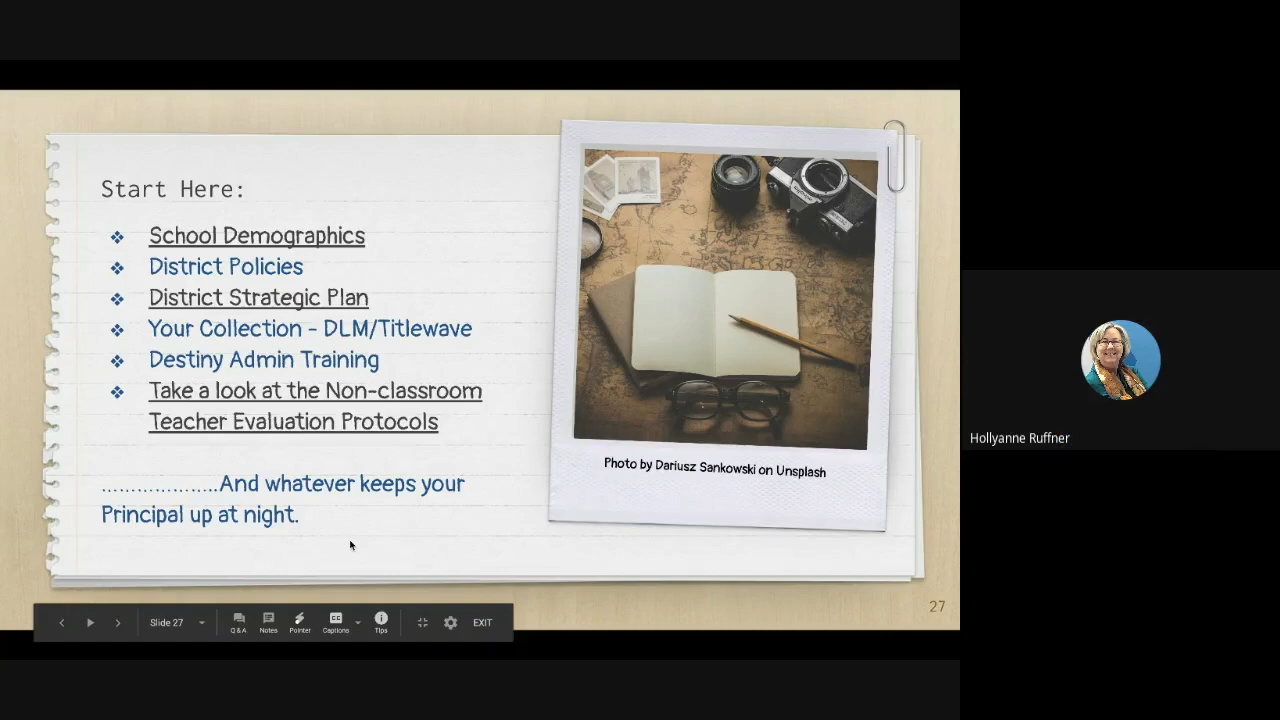 Start Here:
❖ School Demographics
❖ District Policies
❖ District Strategic Plan
❖ Your Collection - DLM/Titlewave
❖ Destiny Admin Training
❖ Take a look at the Non-classroom
Teacher Evaluation Protocols
....................And whatever keeps your
Principal up at night.
Photo by Dariusz Sankowski on Unsplash
27
Slide 27
Q & A
Notes
Pointer
CC
Captions
Tips
EXIT
Hollyanne Ruffner